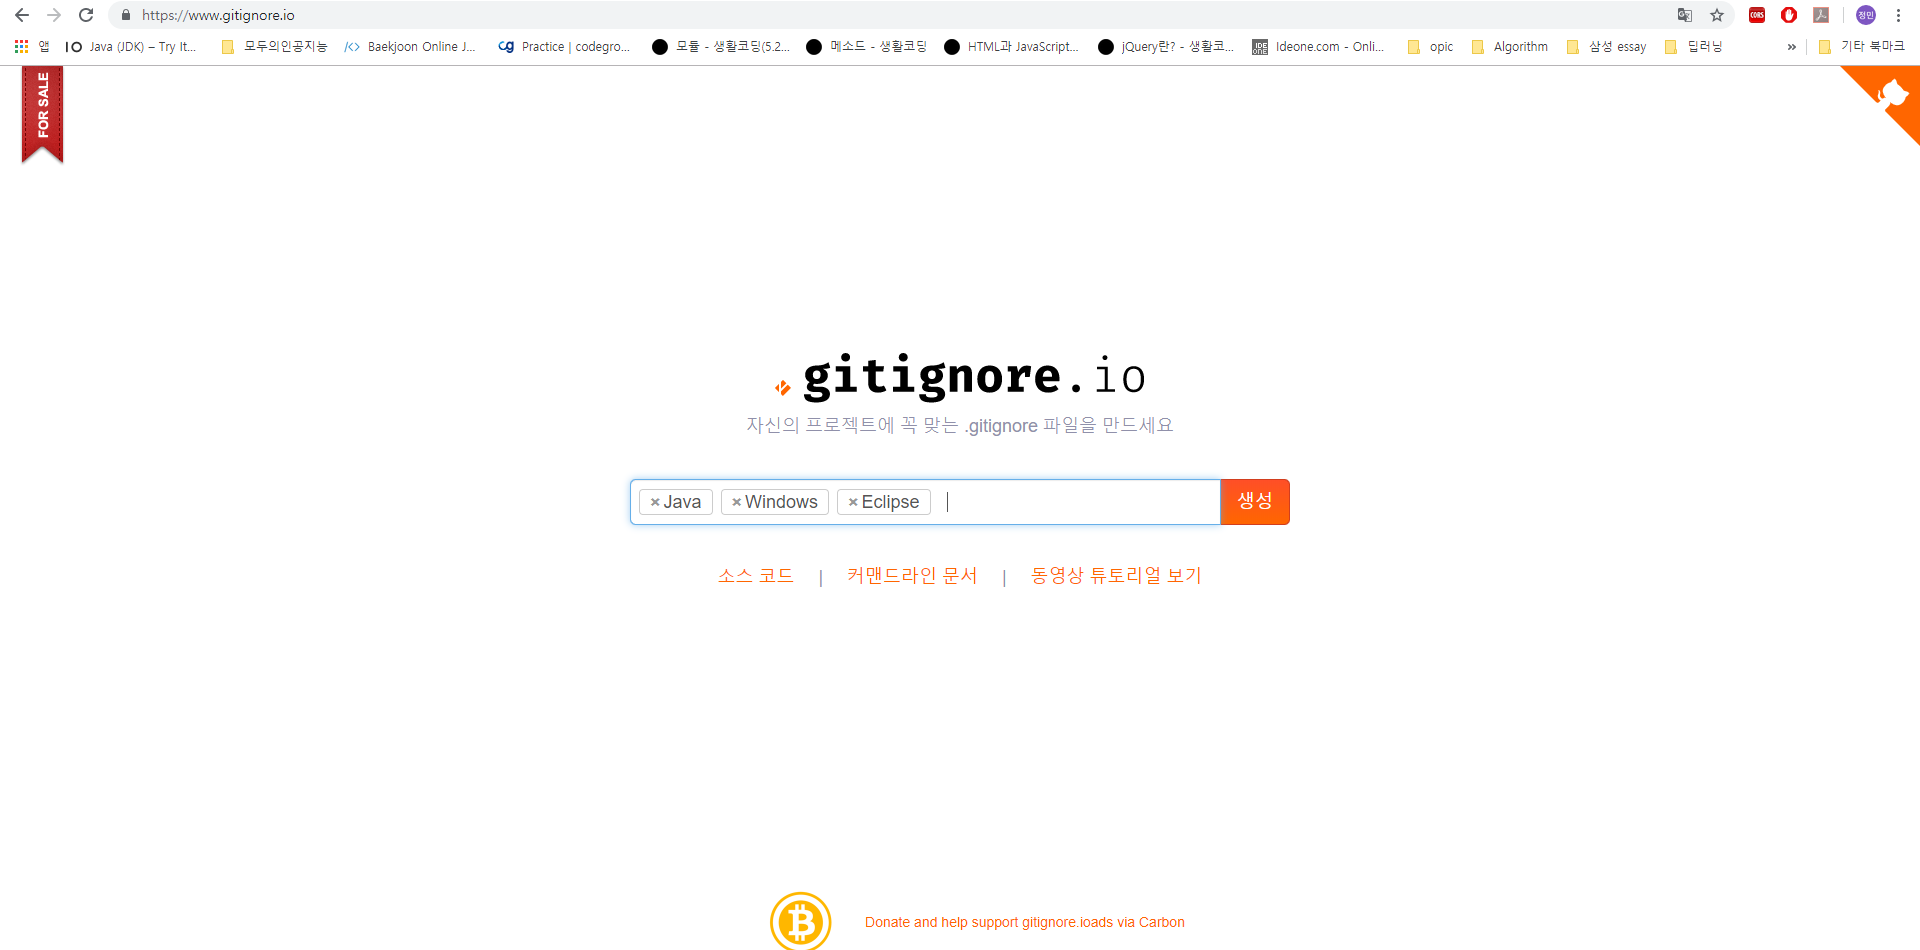 https://www.gitignore.io
정민
앱 Java (JDK) – Try It... 모두의인공지능 Baekjoon Online J... Practice | codegro... 모듈 - 생활코딩(5.2... 메소드 - 생활코딩 HTML과 JavaScript... jQuery란? - 생활코... Ideone.com - Onli... opic Algorithm 삼성 essay 딥러닝 » 기타 북마크
FOR SALE
gitignore.io
자신의 프로젝트에 꼭 맞는 .gitignore 파일을 만드세요
×Java ×Windows ×Eclipse 생성
소스 코드 | 커맨드라인 문서 | 동영상 튜토리얼 보기
Donate and help support gitignore.ioads via Carbon